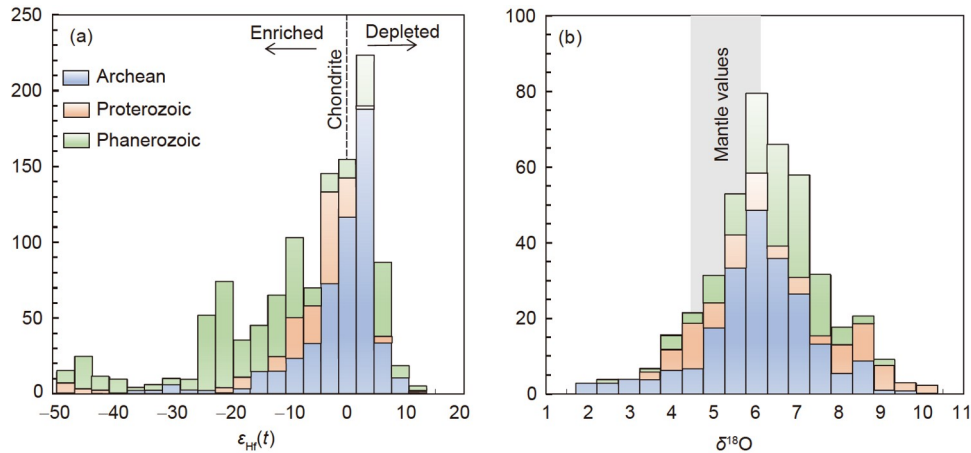 250
200
150
100
50
0
(a)
Enriched
Depleted
Chondrite
Archean
Proterozoic
Phanerozoic
–50 –40 –30 –20 –10 0 10 20
εHf(t)
100
80
60
40
20
0
(b)
Mantle values
1 2 3 4 5 6 7 8 9 10 11
δ¹⁸O